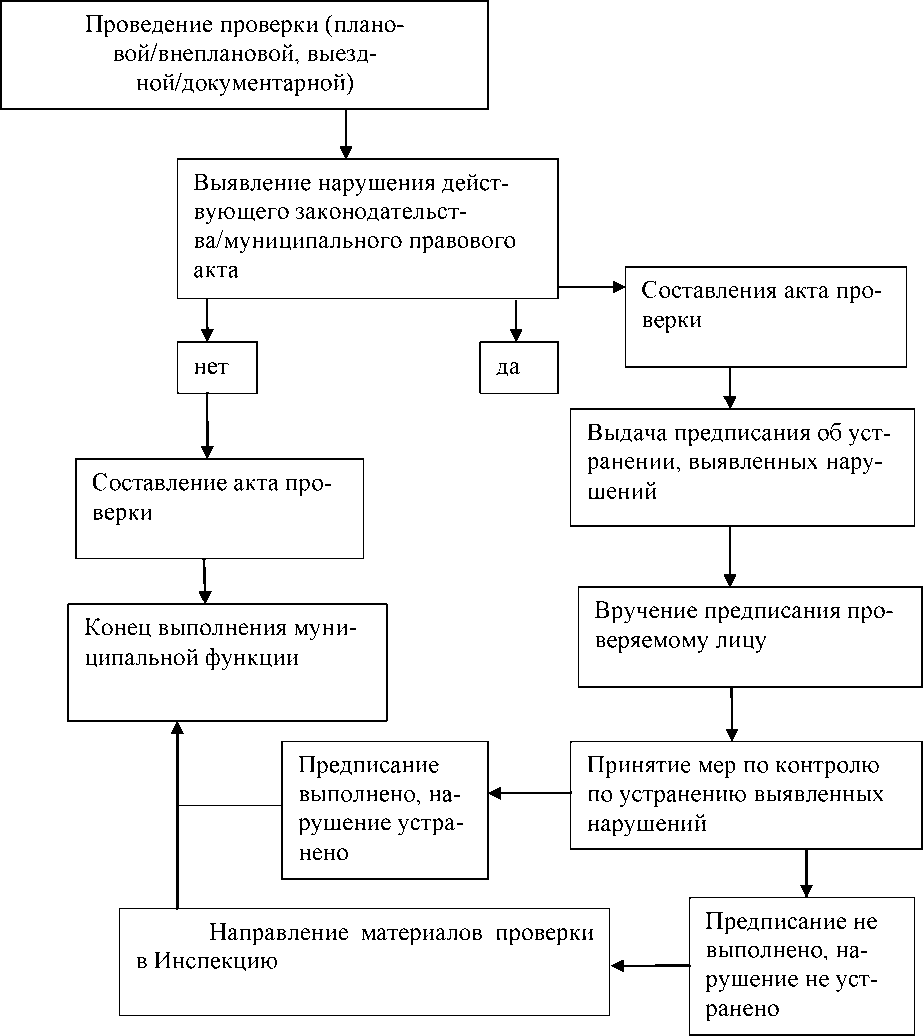 Проведение проверки (плано-
вой/внеплановой, выезд-
ной/документарной)
Выявление нарушения дейст-
вующего законодательст-
ва/муниципального правового
акта
Составления акта про-
верки
нет
да
Выдача предписания об уст-
ранении, выявленных нару-
шений
Составление акта про-
верки
Вручение предписания про-
веряемому лицу
Конец выполнения муни-
ципальной функции
Предписание
выполнено, на-
рушение устра-
нено
Принятие мер по контролю
по устранению выявленных
нарушений
Направление материалов проверки
в Инспекцию
Предписание не
выполнено, на-
рушение не уст-
ранено